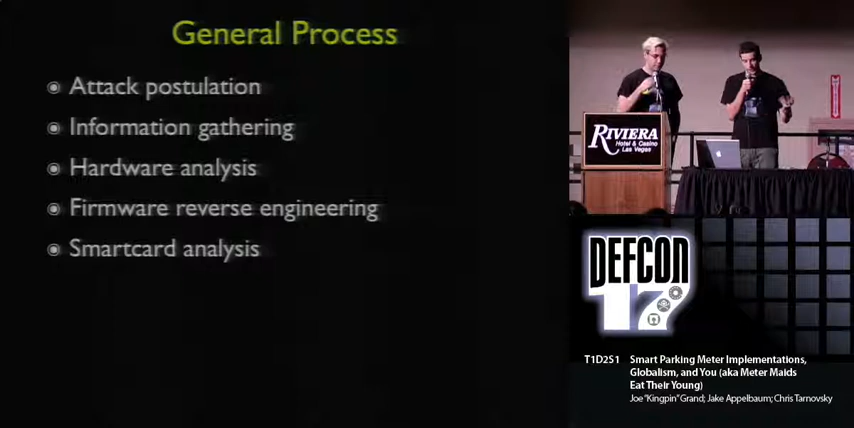 General Process
Attack postulation
Information gathering
Hardware analysis
Firmware reverse engineering
Smartcard analysis
RIVIERA
Hotel & Casino
Las Vegas
DEFCON
17
T1D2S1 Smart Parking Meter Implementations,
Globalism, and You (aka Meter Maids
Eat Their Young)
Joe "Kingpin" Grand; Jake Appelbaum; Chris Tarnovsky